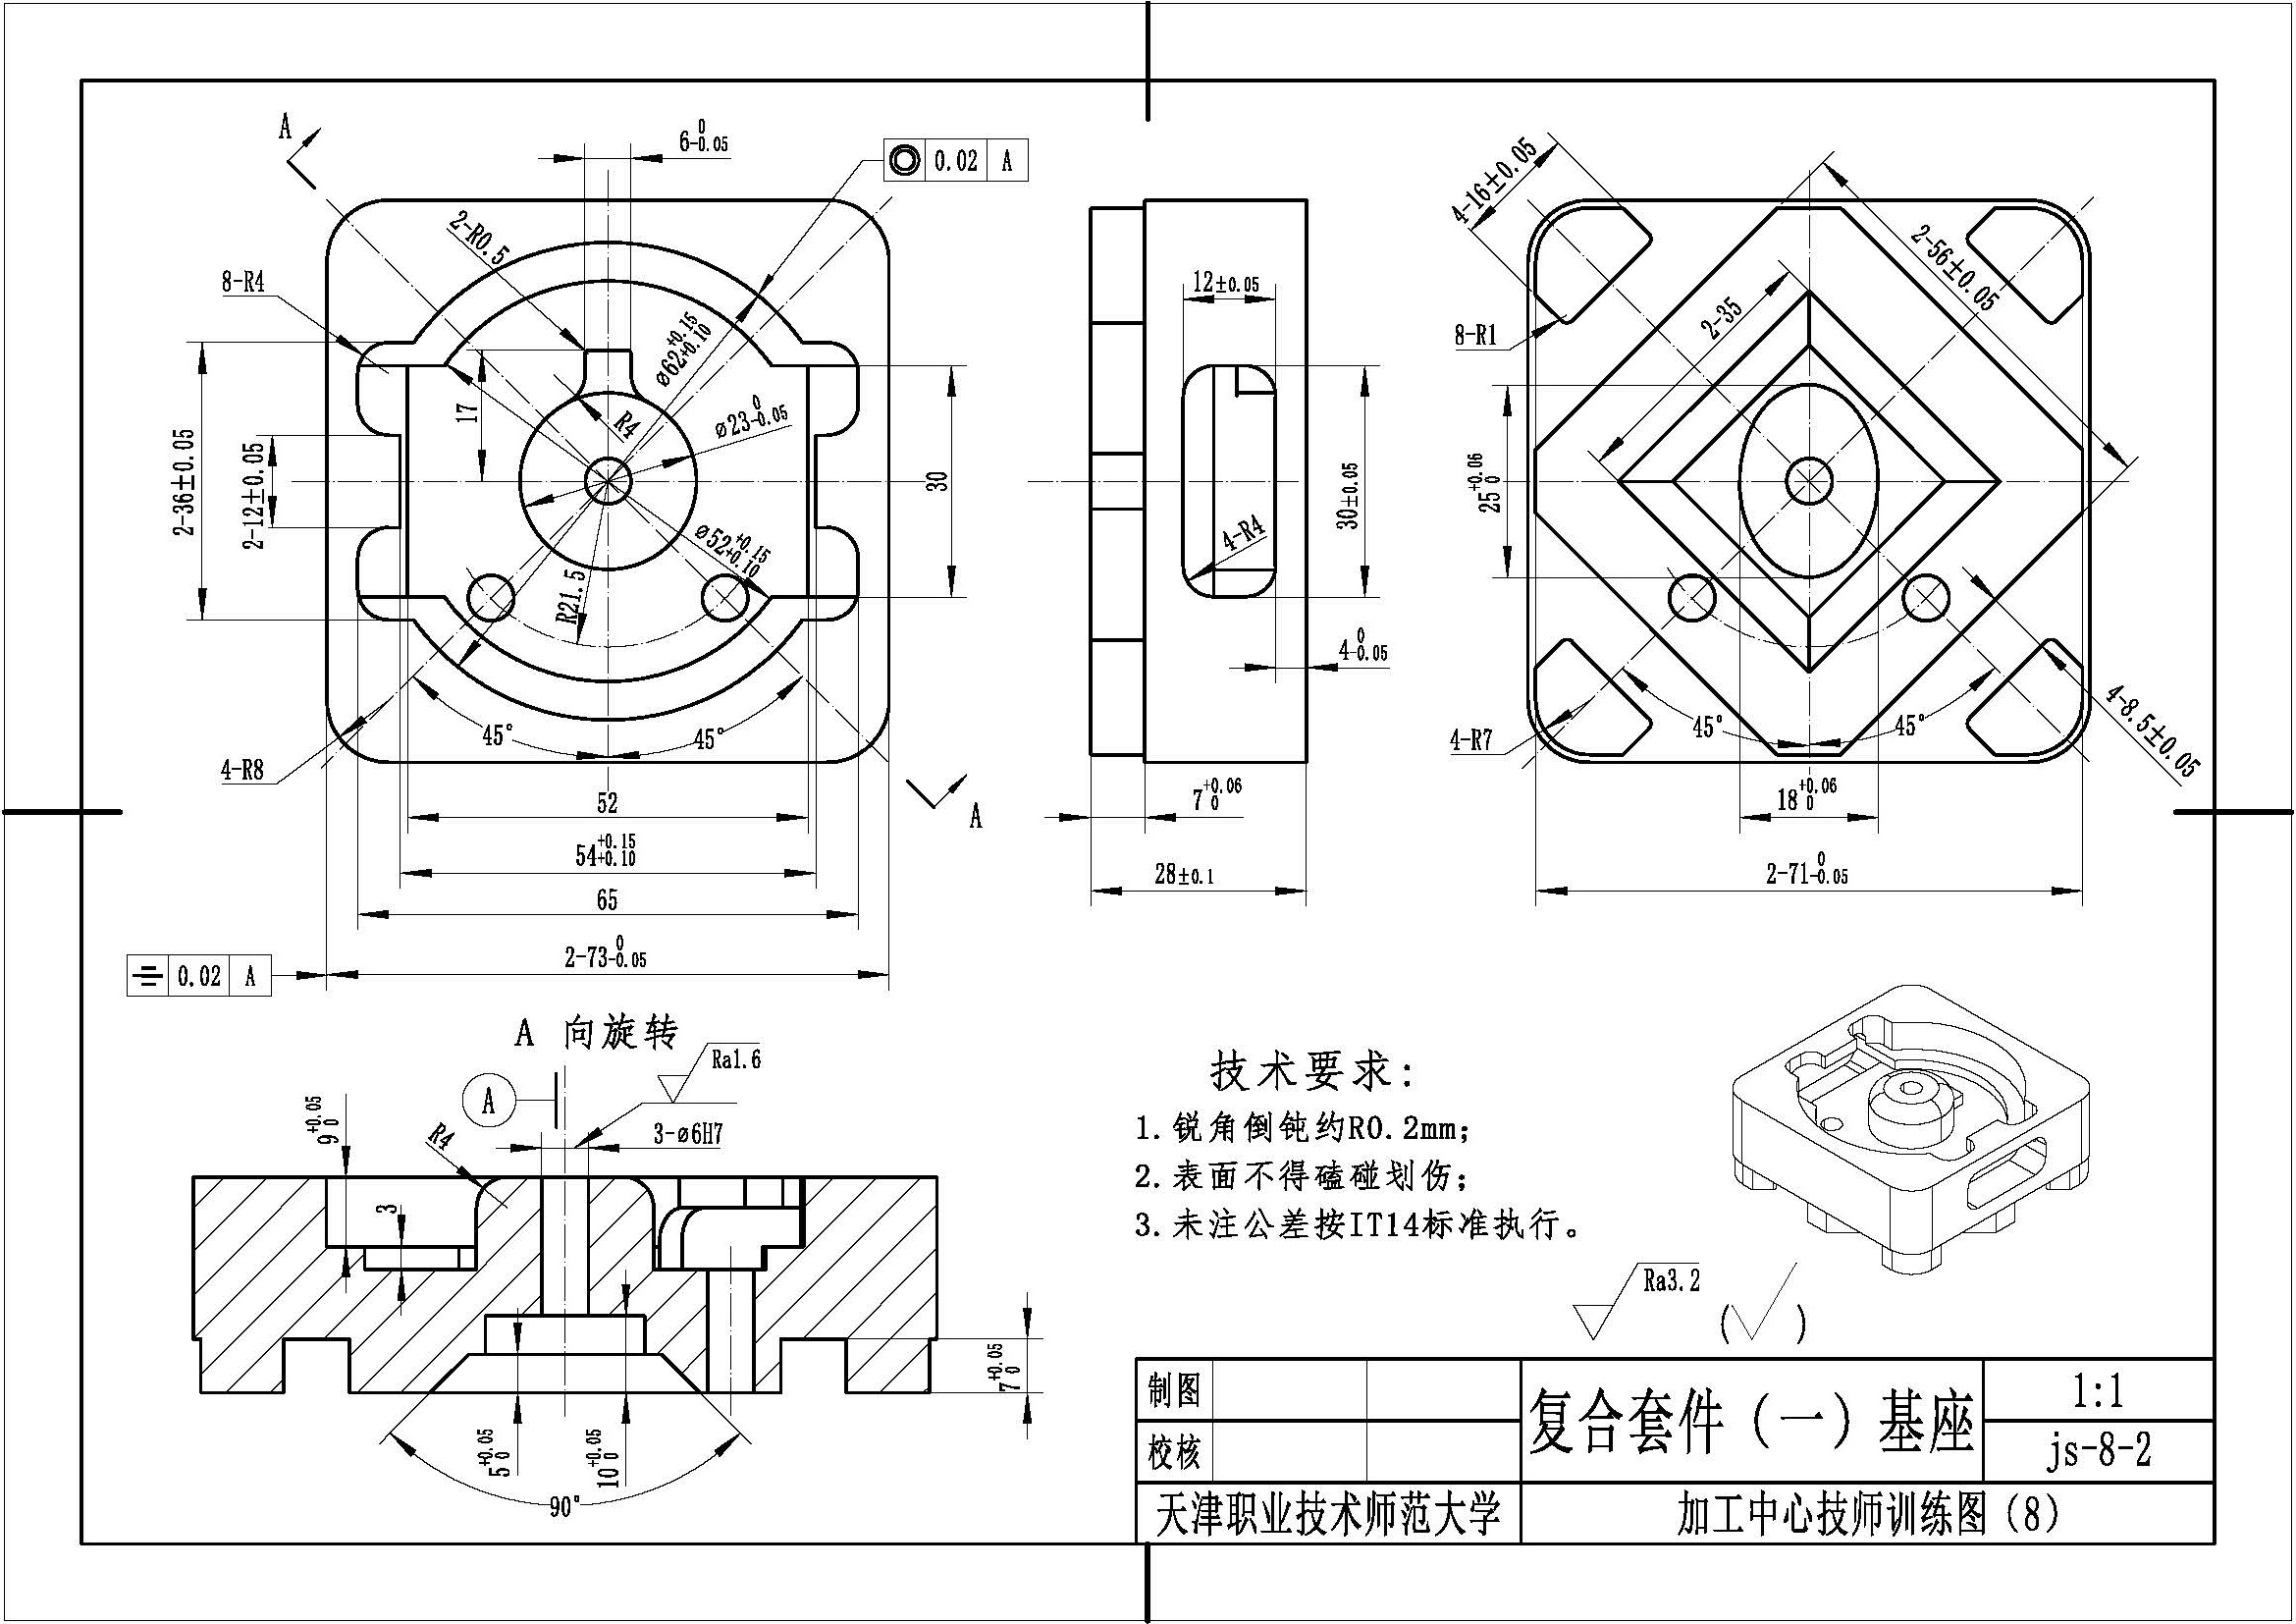 A
6 0 -0.05
◎ 0.02 A
2-R0.5
8-R4
ø62 +0.15 +0.10
17
R4
ø23 0 -0.05
2-36±0.05
2-12±0.05
30
ø52 +0.15 +0.10
R21.5
45°
45°
4-R8
A
52
54 +0.15 +0.10
65
2-73 0 -0.05
0.02 A
12±0.05
30±0.05
4-R4
4 0 -0.05
7 +0.06 0
28±0.1
4-16±0.05
2-56±0.05
2-35
8-R1
25 +0.06 0
4-R7
45°
45°
4-8.5±0.05
18 +0.06 0
2-71 0 -0.05
A 向旋转
A
Ra1.6
3-ø6H7
R4
9 +0.05 0
3
7 +0.05 0
5 +0.05 0
10 +0.05 0
90°
技术要求:
1.锐角倒钝约R0.2mm;
2.表面不得磕碰划伤;
3.未注公差按IT14标准执行。
Ra3.2
( )
制图
校核
复合套件（一）基座
1:1
js-8-2
天津职业技术师范大学
加工中心技师训练图（8）